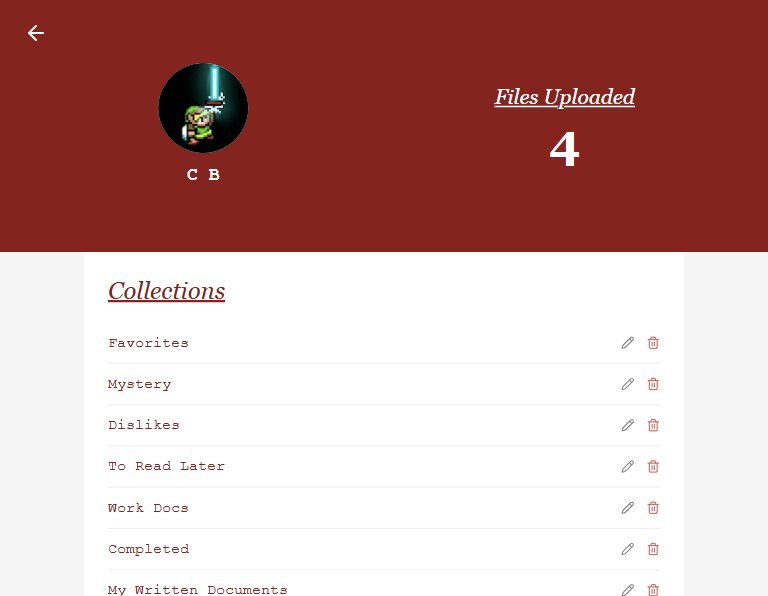 Files Uploaded
4
C B
Collections
Favorites
Mystery
Dislikes
To Read Later
Work Docs
Completed
My Written Documents